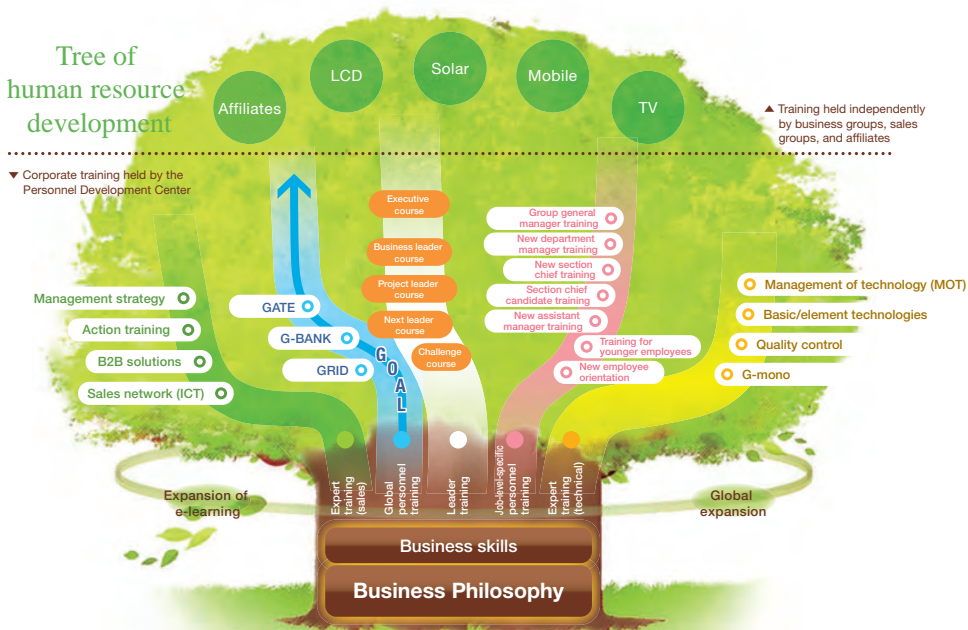 Tree of
human resource
development
Affiliates
LCD
Solar
Mobile
TV
▲ Training held independently
by business groups, sales
groups, and affiliates
▼ Corporate training held by the
Personnel Development Center
Management strategy
Action training
B2B solutions
Sales network (ICT)
GATE
G-BANK
GRID
GOAL
Executive
course
Business leader
course
Project leader
course
Next leader
course
Challenge
course
Group general
manager training
New department
manager training
New section
chief training
Section chief
candidate training
New assistant
manager training
Training for
younger employees
New employee
orientation
Management of technology (MOT)
Basic/element technologies
Quality control
G-mono
Expansion of
e-learning
Expert
training
(sales)
Global
personnel
training
Leader
training
Job-level-specific
personnel
training
Expert
training
(technical)
Global
expansion
Business skills
Business Philosophy